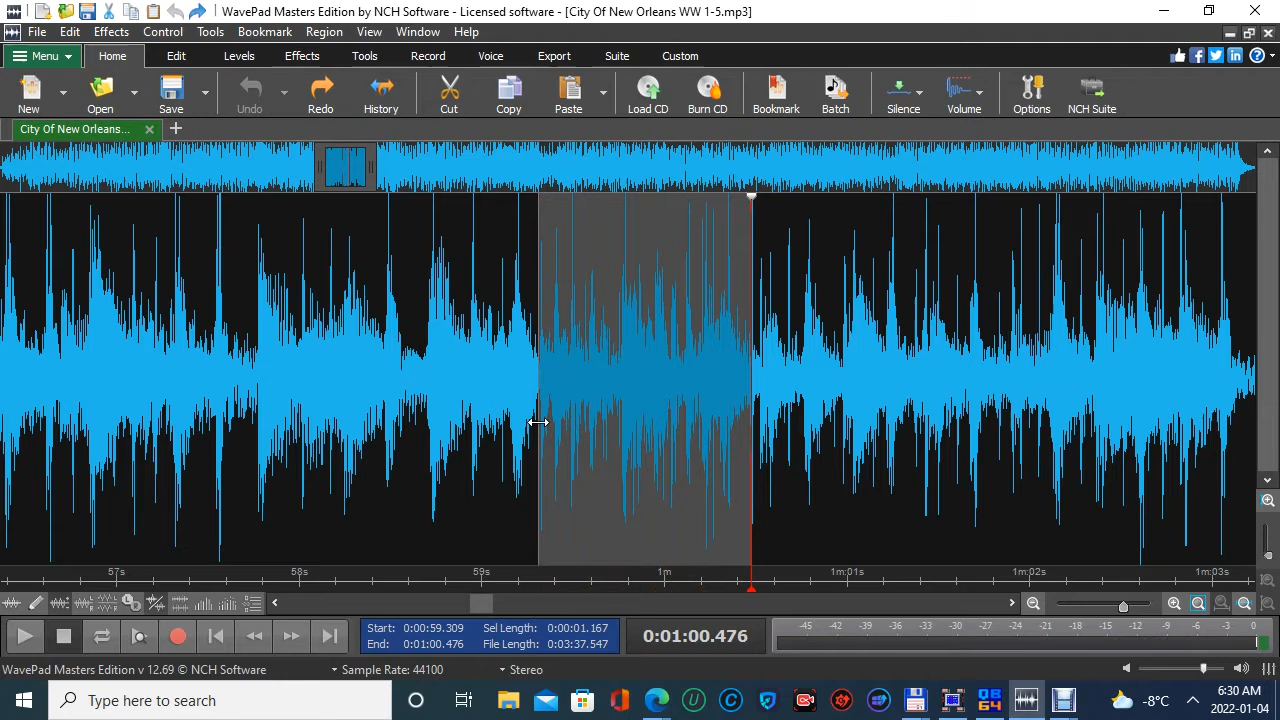 WavePad Masters Edition by NCH Software - Licensed software - [City Of New Orleans WW 1-5.mp3]
File Edit Effects Control Tools Bookmark Region View Window Help
Menu Home Edit Levels Effects Tools Record Voice Export Suite Custom
New Open Save Undo Redo History Cut Copy Paste Load CD Burn CD Bookmark Batch Silence Volume Options NCH Suite
City Of New Orleans...
57s 58s 59s 1m 1m:01s 1m:02s 1m:03s
Start: 0:00:59.309 Sel Length: 0:00:01.167
End: 0:01:00.476 File Length: 0:03:37.547
0:01:00.476
-45 -42 -39 -36 -33 -30 -27 -24 -21 -18 -15 -12 -9 -6 -3 0
WavePad Masters Edition v 12.69 © NCH Software Sample Rate: 44100 Stereo
Type here to search
-8°C
6:30 AM
2022-01-04